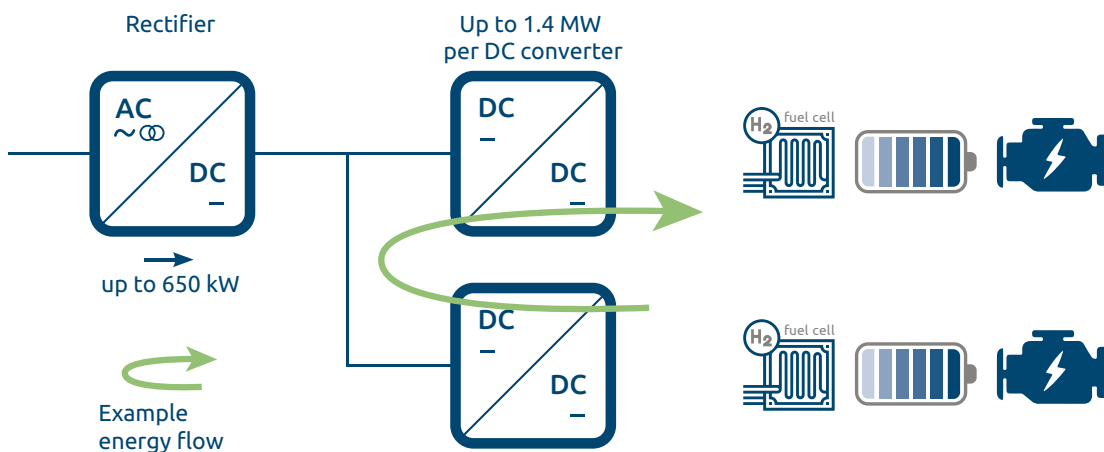 Rectifier
Up to 1.4 MW
per DC converter
AC
DC
up to 650 kW
DC
DC
H2 fuel cell
DC
DC
H2 fuel cell
Example
energy flow